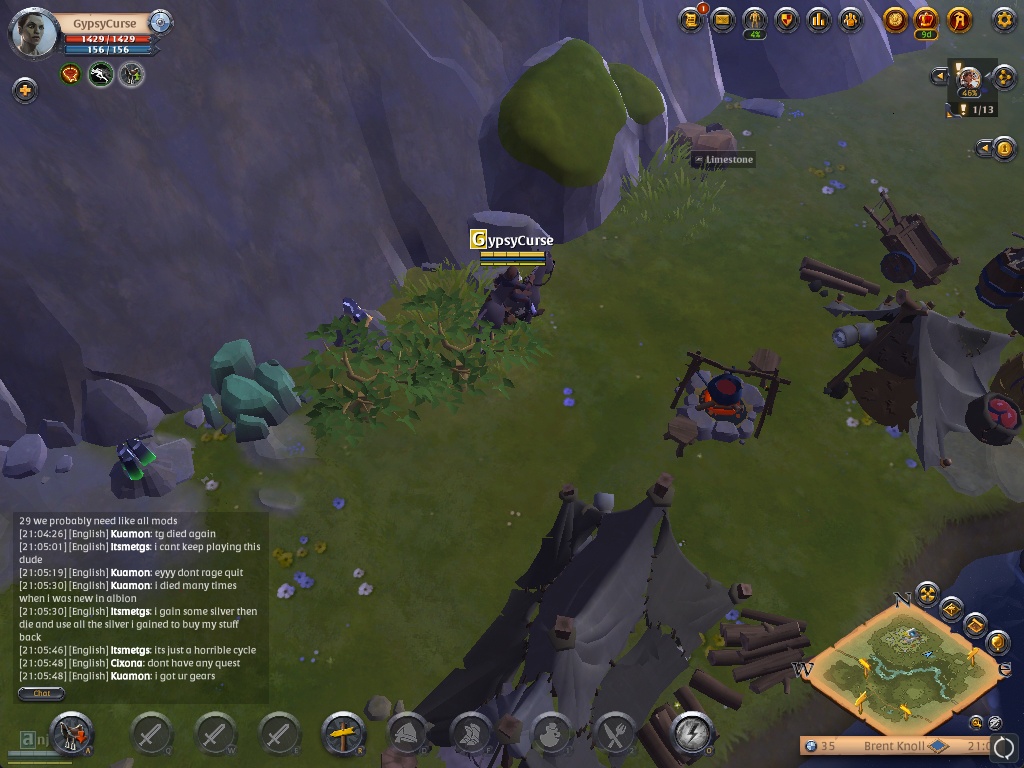 GypsyCurse
1429 / 1429
156 / 156
1
4%
9d
46%
1/13
1
Limestone
GypsyCurse
29 we probably need like all mods
[21:04:26] [English] Kuamon: tg died again
[21:05:01] [English] Itsmetgs: i cant keep playing this
dude
[21:05:19] [English] Kuamon: eyyy dont rage quit
[21:05:30] [English] Kuamon: i died many times
when i was new in albion
[21:05:30] [English] Itsmetgs: i gain some silver then
die and use all the silver i gained to buy my stuff
back
[21:05:46] [English] Itsmetgs: its just a horrible cycle
[21:05:48] [English] Cixona: dont have any quest
[21:05:48] [English] Kuamon: i got ur gears
Chat
N
W
E
A
Q
W
E
R
35
Brent Knoll